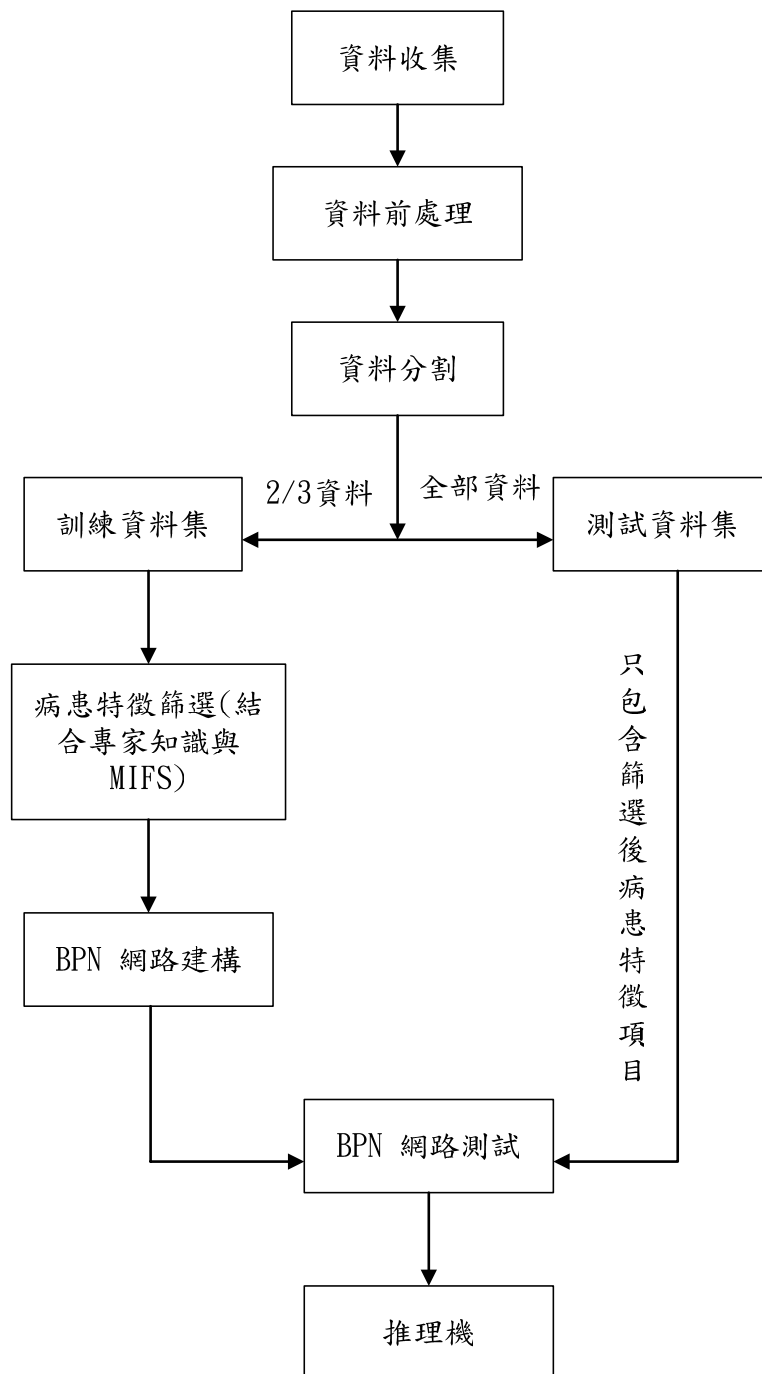 資料收集
資料前處理
資料分割
2/3資料
全部資料
訓練資料集
測試資料集
病患特徵篩選(結
合專家知識與
MIFS)
只包含篩選後病患特徵項目
BPN 網路建構
BPN 網路測試
推理機